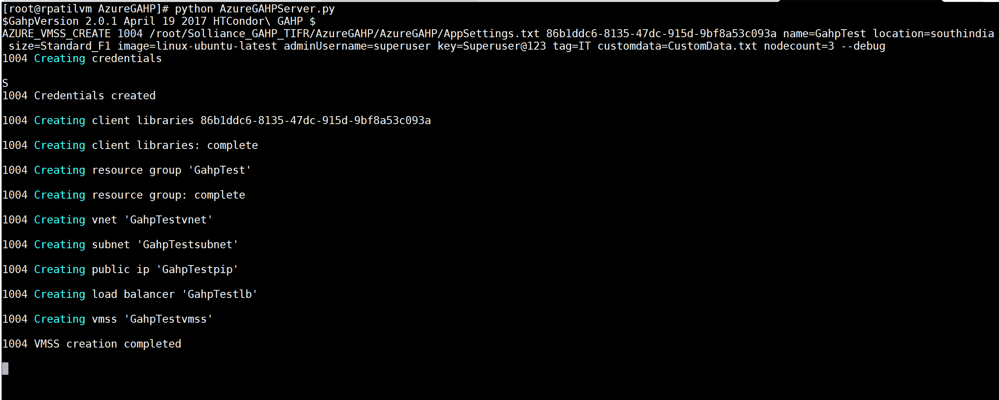 [root@rpatilvm AzureGAHP]# python AzureGAHPServer.py
$GahpVersion 2.0.1 April 19 2017 HTCondor\ GAHP $
AZURE_VMSS_CREATE 1004 /root/Solliance_GAHP_TIFR/AzureGAHP/AzureGAHP/AppSettings.txt 86b1ddc6-8135-47dc-915d-9bf8a53c093a name=GahpTest location=southindia
size=Standard_F1 image=linux-ubuntu-latest adminUsername=superuser key=Superuser@123 tag=IT customdata=CustomData.txt nodecount=3 --debug
1004 Creating credentials
S
1004 Credentials created
1004 Creating client libraries 86b1ddc6-8135-47dc-915d-9bf8a53c093a
1004 Creating client libraries: complete
1004 Creating resource group 'GahpTest'
1004 Creating resource group: complete
1004 Creating vnet 'GahpTestvnet'
1004 Creating subnet 'GahpTestsubnet'
1004 Creating public ip 'GahpTestpip'
1004 Creating load balancer 'GahpTestlb'
1004 Creating vmss 'GahpTestvmss'
1004 VMSS creation completed